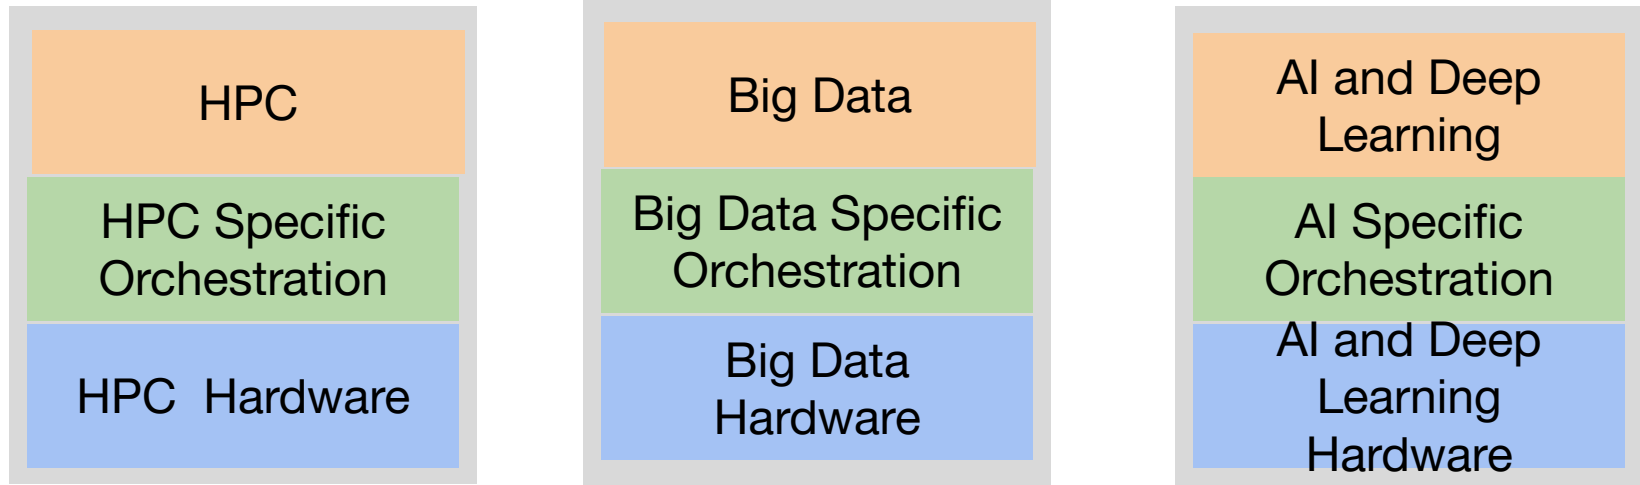 HPC
HPC Specific
Orchestration
HPC  Hardware
Big Data
Big Data Specific
Orchestration
Big Data
Hardware
AI and Deep
Learning
AI Specific
Orchestration
AI and Deep
Learning
Hardware